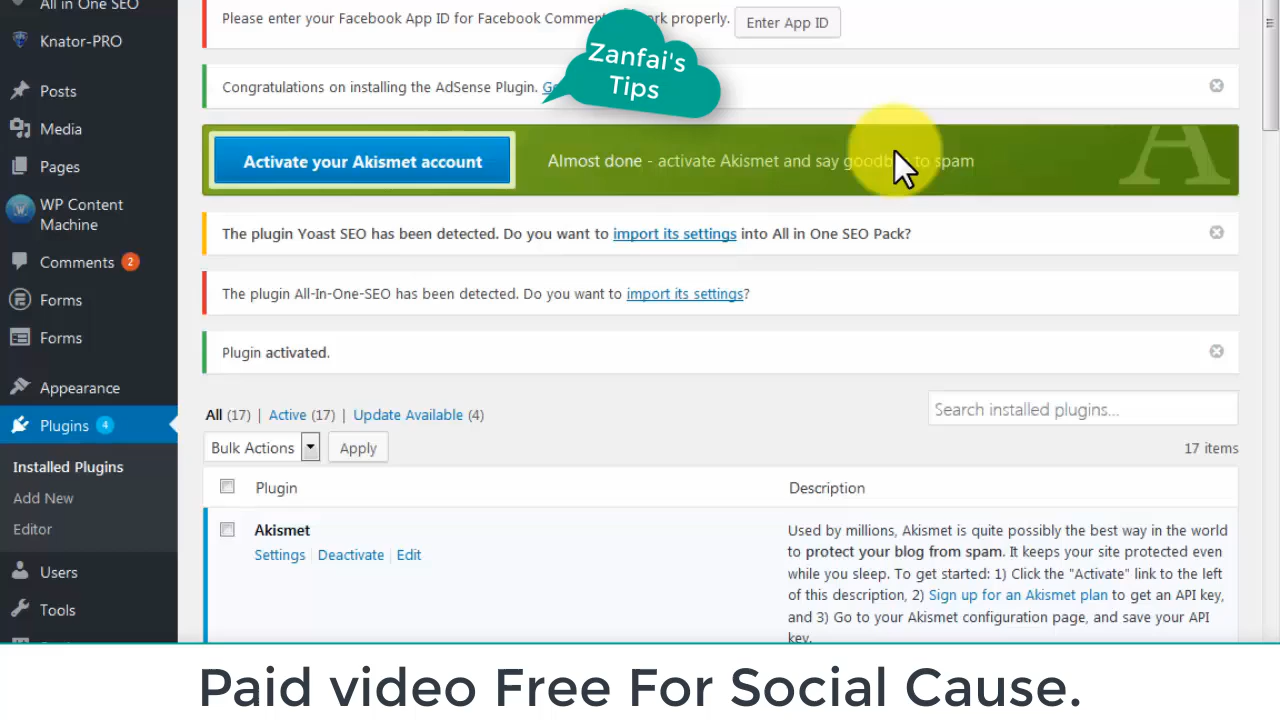 All in One SEO
Knator-PRO
Posts
Media
Pages
WP Content
Machine
Comments 2
Forms
Forms
Appearance
Plugins 4
Installed Plugins
Add New
Editor
Users
Tools
Please enter your Facebook App ID for Facebook Comme rk properly. Enter App ID
Zanfai's
Tips
Congratulations on installing the AdSense Plugin. Go
Activate your Akismet account
Almost done - activate Akismet and say goodbye to spam
The plugin Yoast SEO has been detected. Do you want to import its settings into All in One SEO Pack?
The plugin All-In-One-SEO has been detected. Do you want to import its settings?
Plugin activated.
All (17) | Active (17) | Update Available (4)
Search installed plugins...
Bulk Actions Apply
17 items
Plugin Description
Akismet
Settings | Deactivate | Edit
Used by millions, Akismet is quite possibly the best way in the world
to protect your blog from spam. It keeps your site protected even
while you sleep. To get started: 1) Click the "Activate" link to the left
of this description, 2) Sign up for an Akismet plan to get an API key,
and 3) Go to your Akismet configuration page, and save your API
key.
Paid video Free For Social Cause.